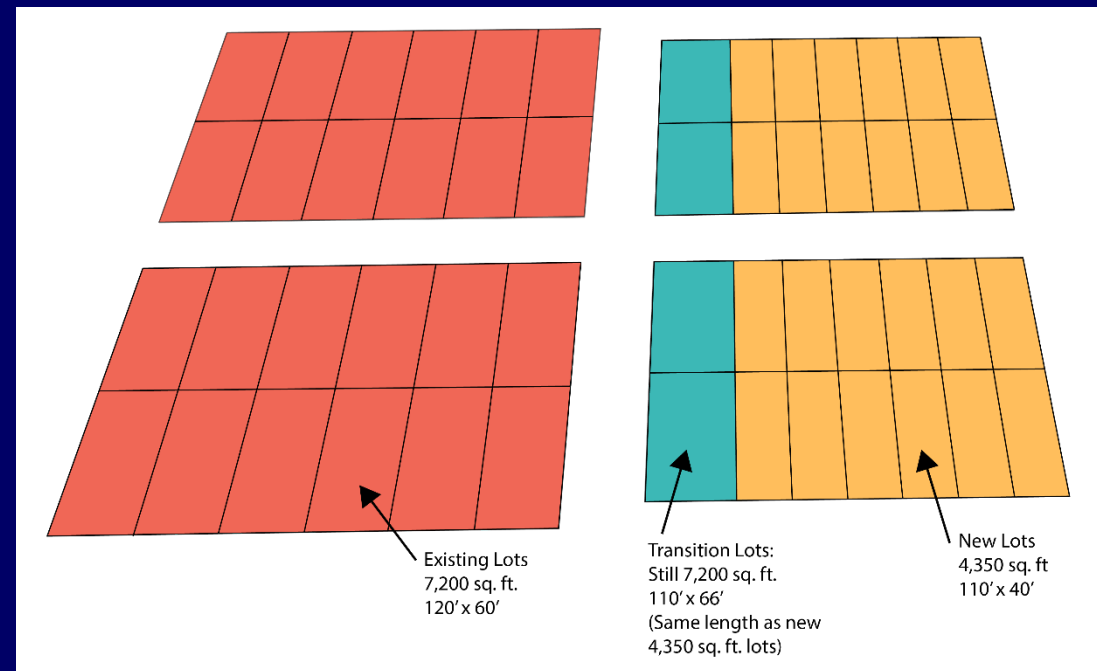 Existing Lots
7,200 sq. ft.
120’ x 60’
Transition Lots:
Still 7,200 sq. ft.
110’ x 66’
(Same length as new
4,350 sq. ft. lots)
New Lots
4,350 sq. ft
110’ x 40’